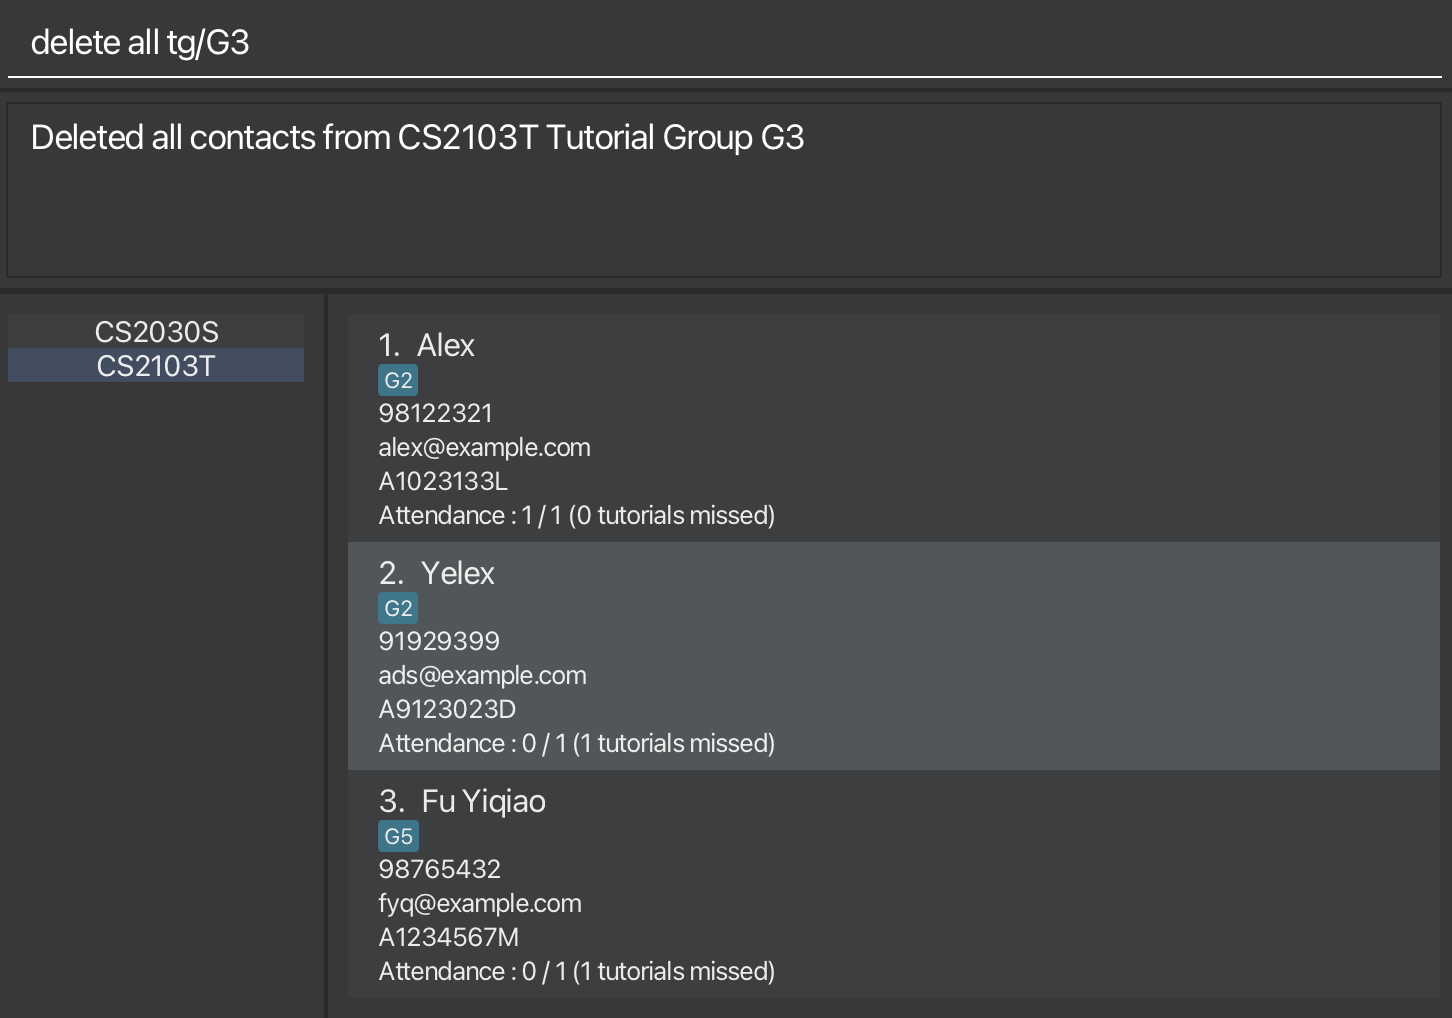 delete all tg/G3
Deleted all contacts from CS2103T Tutorial Group G3
CS2030S
CS2103T
1. Alex
G2
98122321
alex@example.com
A1023133L
Attendance : 1 / 1 (0 tutorials missed)
2. Yelex
G2
91929399
ads@example.com
A9123023D
Attendance : 0 / 1 (1 tutorials missed)
3. Fu Yiqiao
G5
98765432
fyq@example.com
A1234567M
Attendance : 0 / 1 (1 tutorials missed)